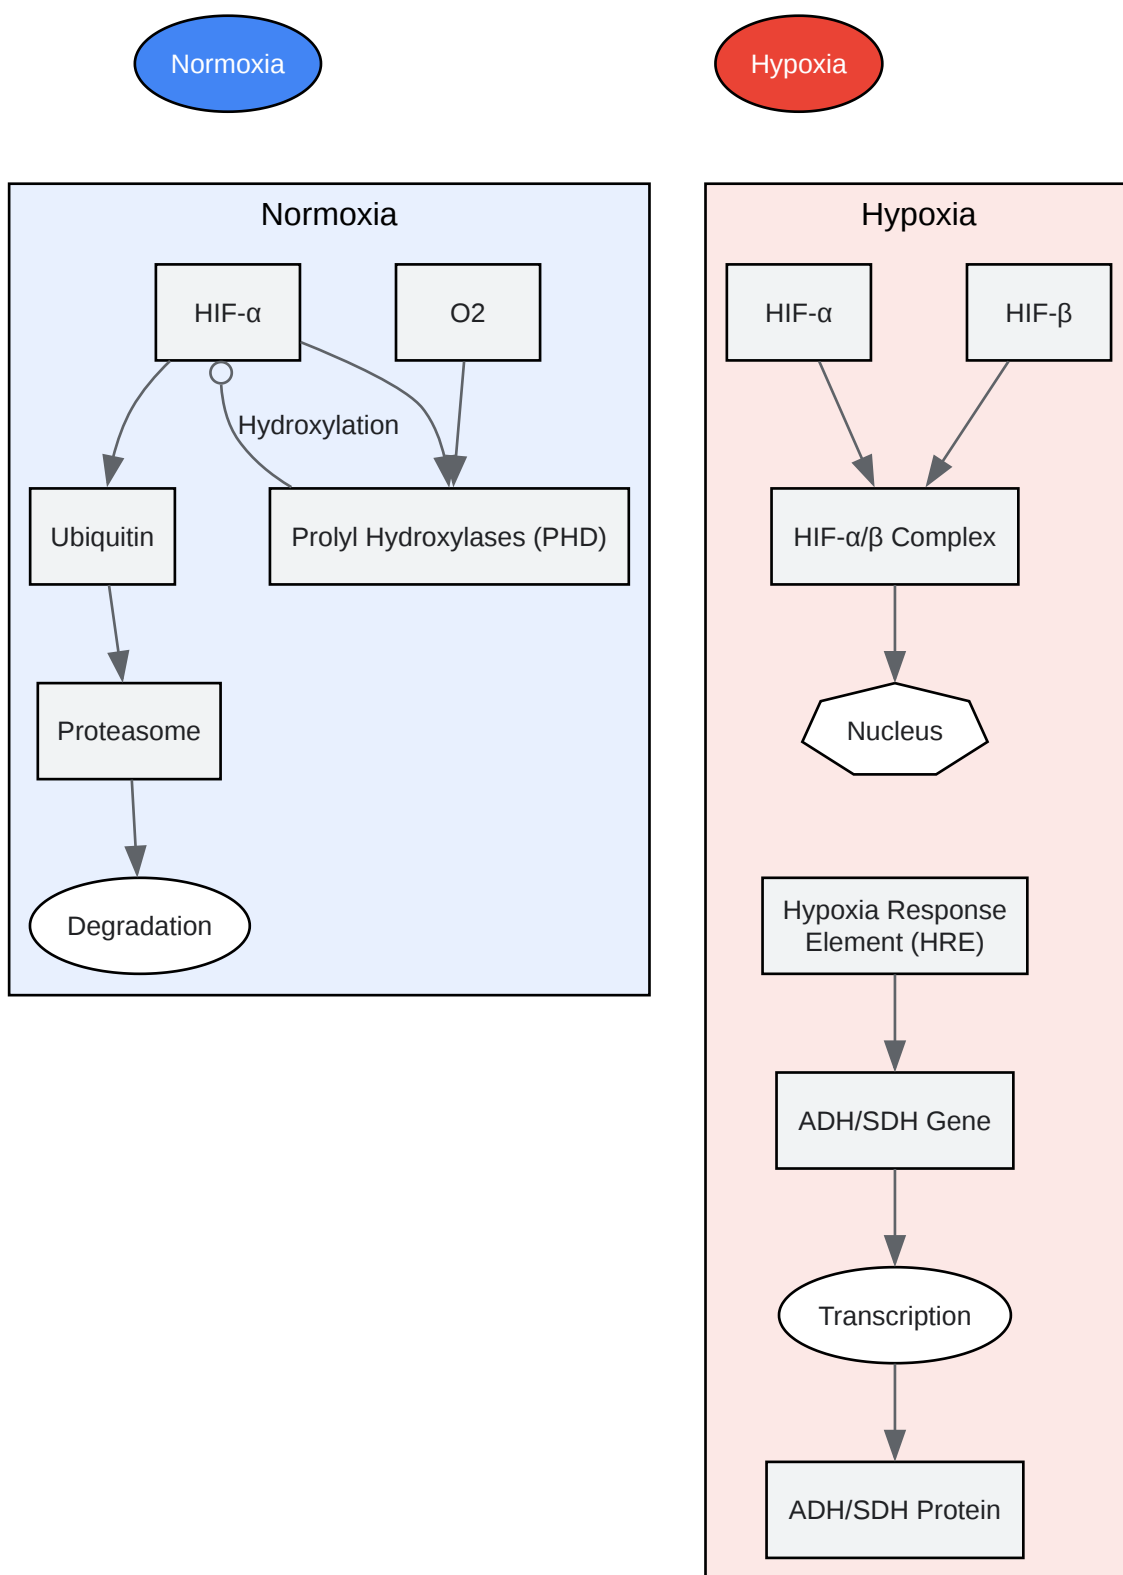 Normoxia
Hypoxia
Normoxia
HIF-α
O2
Hydroxylation
Ubiquitin
Prolyl Hydroxylases (PHD)
Proteasome
Degradation
Hypoxia
HIF-α
HIF-β
HIF-α/β Complex
Nucleus
Hypoxia Response
Element (HRE)
ADH/SDH Gene
Transcription
ADH/SDH Protein